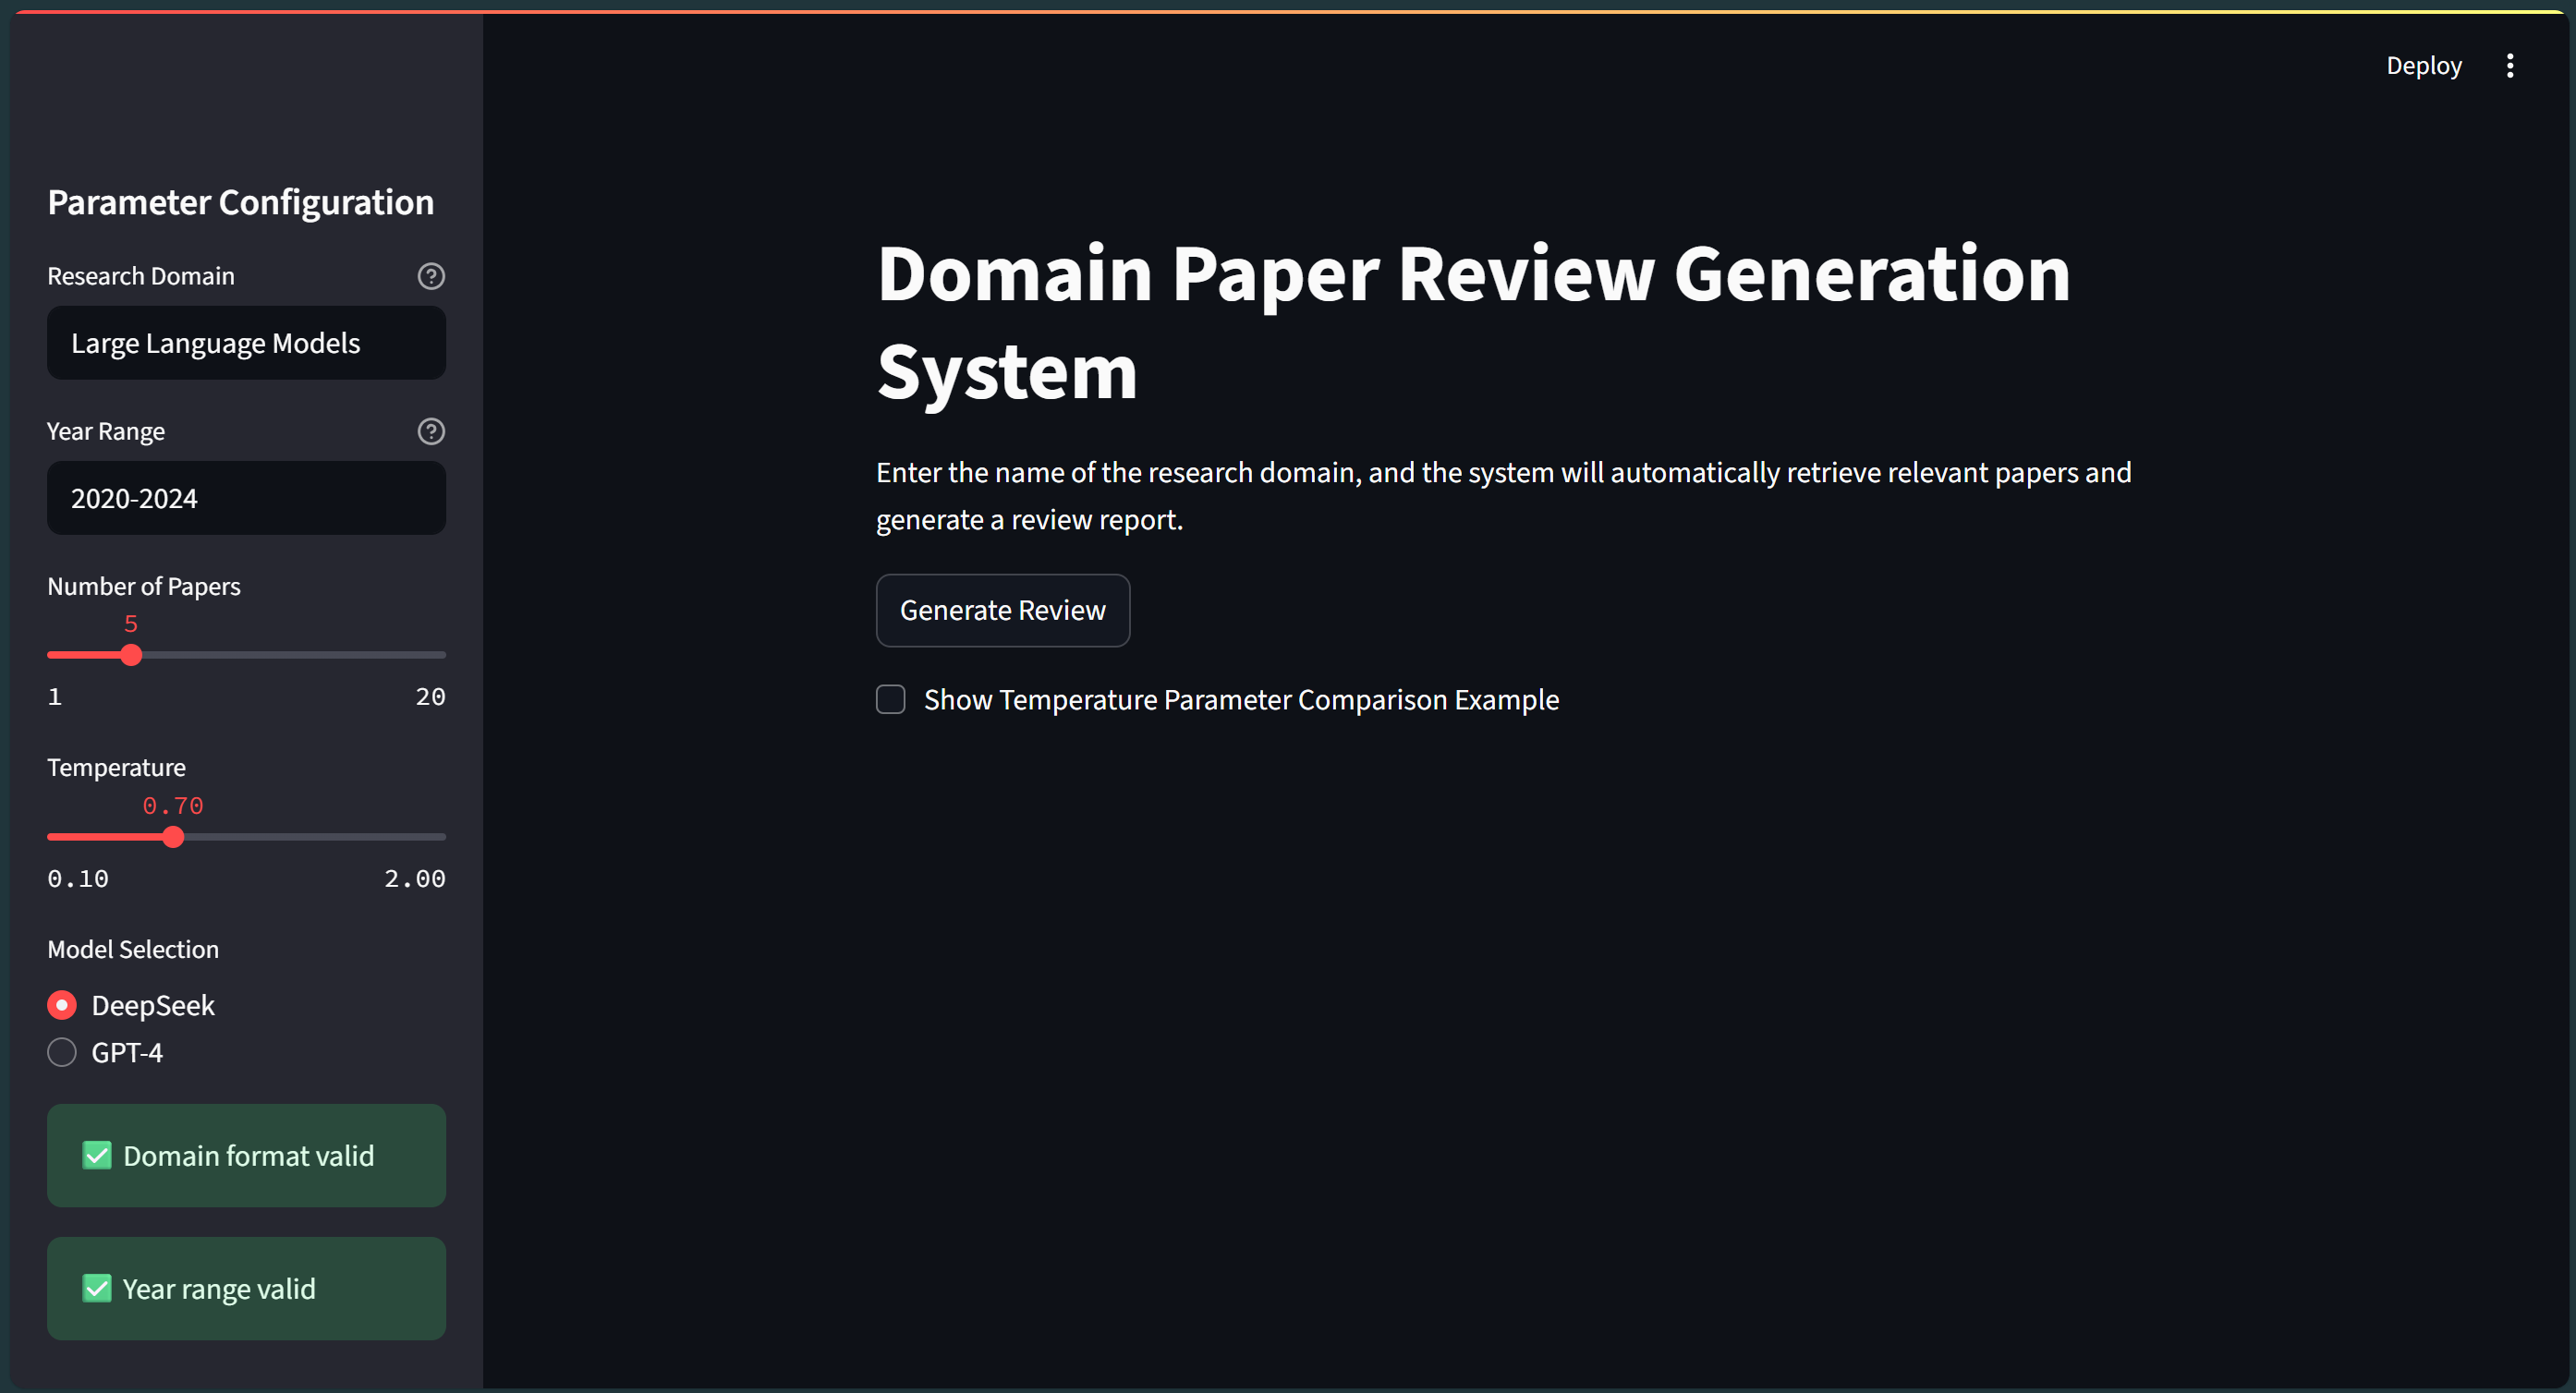 Deploy
Parameter Configuration
Research Domain
Large Language Models
Year Range
2020-2024
Number of Papers
5
1 20
Temperature
0.70
0.10 2.00
Model Selection
DeepSeek
GPT-4
Domain format valid
Year range valid
Domain Paper Review Generation
System
Enter the name of the research domain, and the system will automatically retrieve relevant papers and
generate a review report.
Generate Review
Show Temperature Parameter Comparison Example